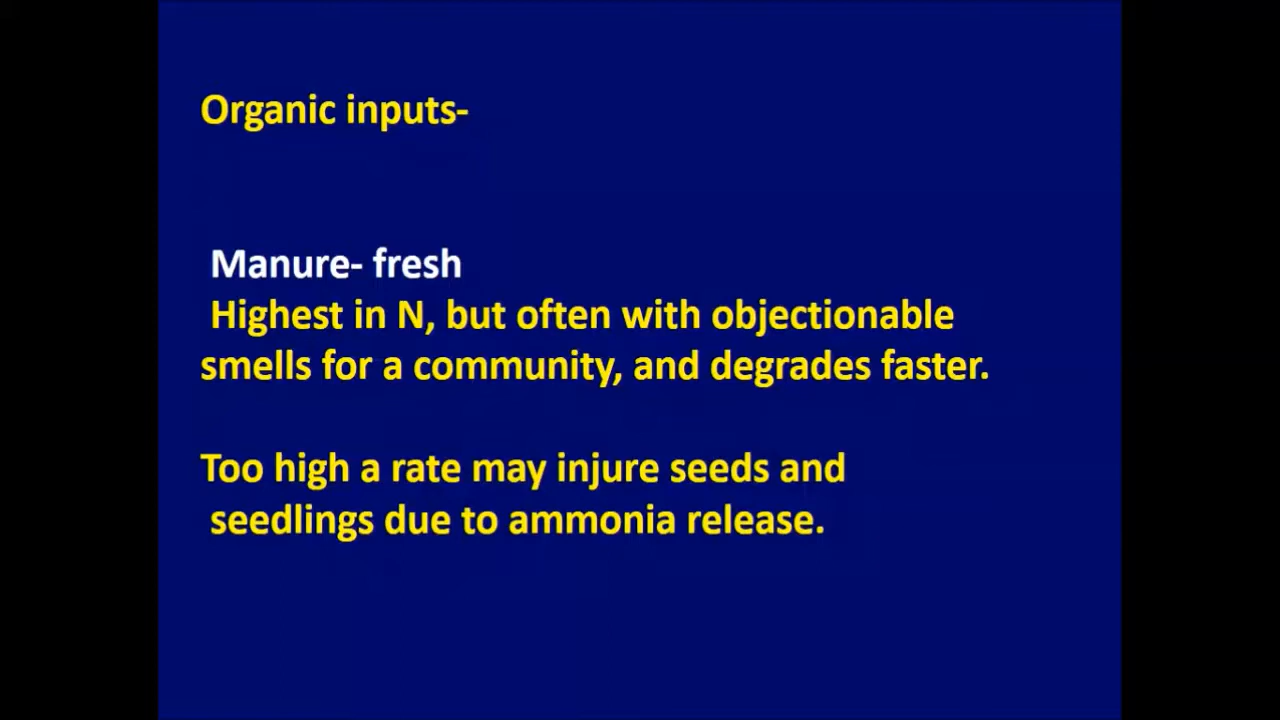 Organic inputs-
Manure- fresh
Highest in N, but often with objectionable
smells for a community, and degrades faster.
Too high a rate may injure seeds and
seedlings due to ammonia release.